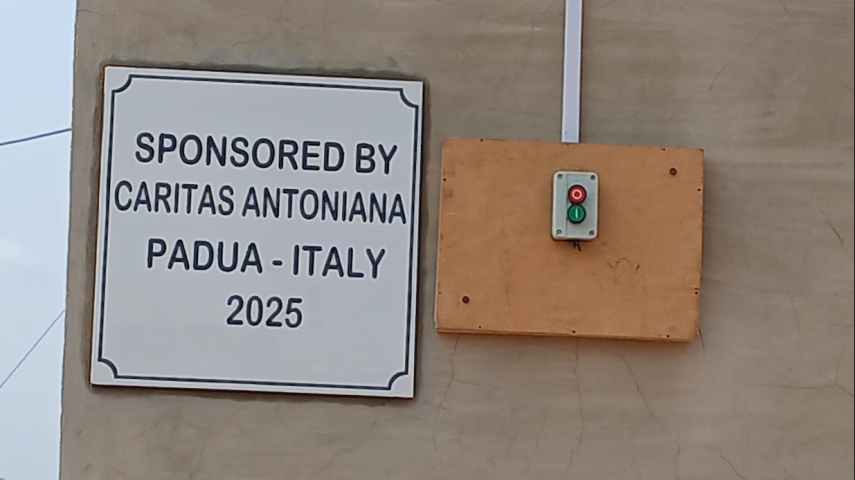 SPONSORED BY
CARITAS ANTONIANA
PADUA - ITALY
2025